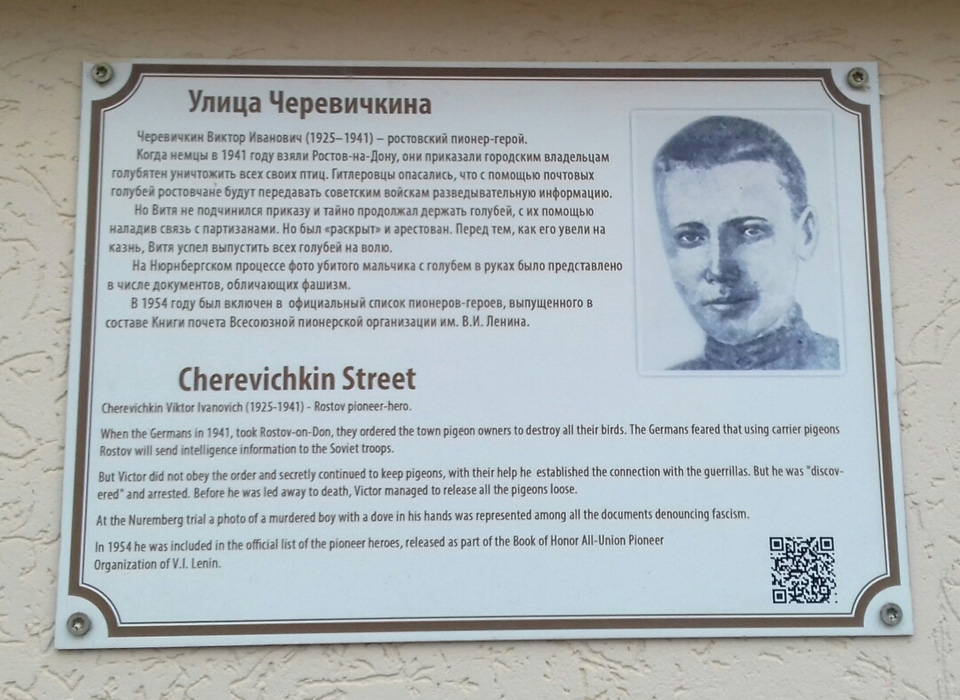 Улица Черевичкина
Черевичкин Виктор Иванович (1925–1941) – ростовский пионер-герой.
Когда немцы в 1941 году взяли Ростов-на-Дону, они приказали городским владельцам
голубятен уничтожить всех своих птиц. Гитлеровцы опасались, что с помощью почтовых
голубей ростовчане будут передавать советским войскам разведывательную информацию.
Но Витя не подчинился приказу и тайно продолжал держать голубей, с их помощью
наладив связь с партизанами. Но был «раскрыт» и арестован. Перед тем, как его увели на
казнь, Витя успел выпустить всех голубей на волю.
На Нюрнбергском процессе фото убитого мальчика с голубем в руках было представлено
в числе документов, обличающих фашизм.
В 1954 году был включен в официальный список пионеров-героев, выпущенного в
составе Книги почета Всесоюзной пионерской организации им. В.И. Ленина.
Cherevichkin Street
Cherevichkin Viktor Ivanovich (1925-1941) - Rostov pioneer-hero.
When the Germans in 1941, took Rostov-on-Don, they ordered the town pigeon owners to destroy all their birds. The Germans feared that using carrier pigeons
Rostov will send intelligence information to the Soviet troops.
But Victor did not obey the order and secretly continued to keep pigeons, with their help he established the connection with the guerrillas. But he was "discov-
ered" and arrested. Before he was led away to death, Victor managed to release all the pigeons loose.
At the Nuremberg trial a photo of a murdered boy with a dove in his hands was represented among all the documents denouncing fascism.
In 1954 he was included in the official list of the pioneer heroes, released as part of the Book of Honor All-Union Pioneer
Organization of V.I. Lenin.